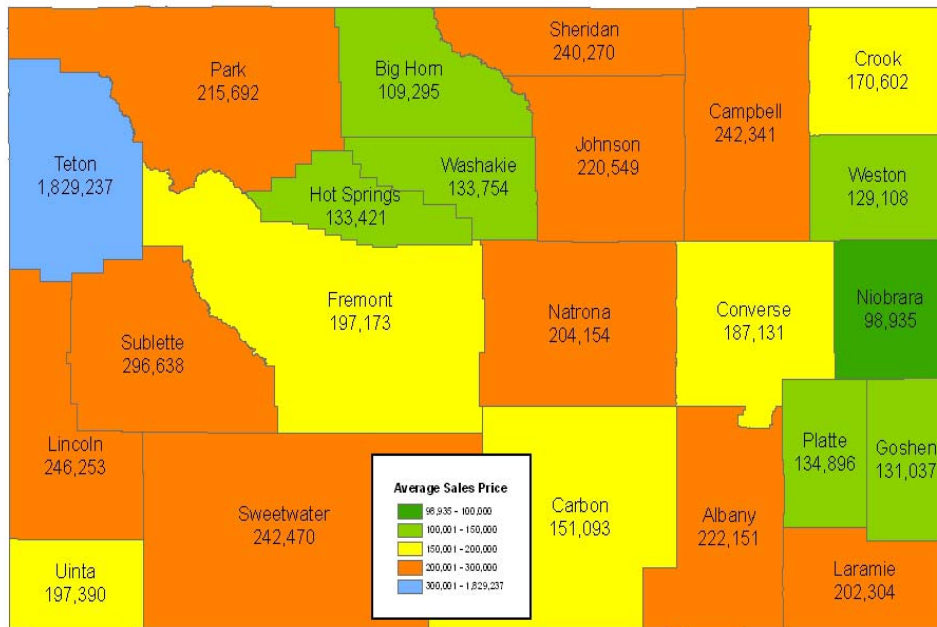 Sheridan
240,270
Park
215,692
Big Horn
109,295
Crook
170,602
Campbell
242,341
Johnson
220,549
Teton
1,829,237
Washakie
133,754
Hot Springs
133,421
Weston
129,108
Fremont
197,173
Natrona
204,154
Converse
187,131
Niobrara
98,935
Sublette
296,638
Lincoln
246,253
Platte
134,896
Goshen
131,037
Sweetwater
242,470
Carbon
151,093
Albany
222,151
Uinta
197,390
Laramie
202,304
Average Sales Price
98,935 - 100,000
100,001 - 150,000
150,001 - 200,000
200,001 - 300,000
300,001 - 1,829,237